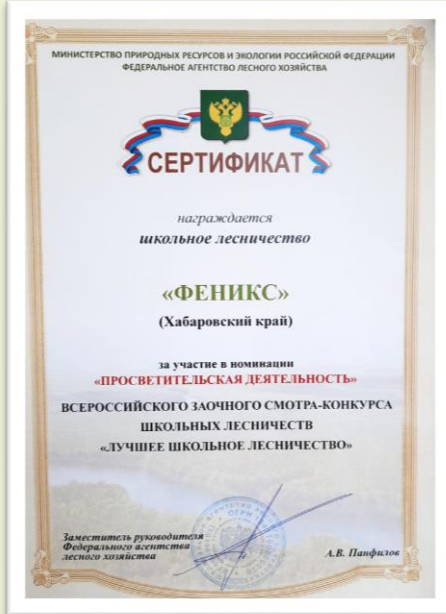 МИНИСТЕРСТВО ПРИРОДНЫХ РЕСУРСОВ И ЭКОЛОГИИ РОССИЙСКОЙ ФЕДЕРАЦИИ
ФЕДЕРАЛЬНОЕ АГЕНТСТВО ЛЕСНОГО ХОЗЯЙСТВА
СЕРТИФИКАТ
награждается
школьное лесничество
«ФЕНИКС»
(Хабаровский край)
за участие в номинации
«ПРОСВЕТИТЕЛЬСКАЯ ДЕЯТЕЛЬНОСТЬ»
ВСЕРОССИЙСКОГО ЗАОЧНОГО СМОТРА-КОНКУРСА
ШКОЛЬНЫХ ЛЕСНИЧЕСТВ
«ЛУЧШЕЕ ШКОЛЬНОЕ ЛЕСНИЧЕСТВО»
Заместитель руководителя
Федерального агентства
лесного хозяйства
А.В. Панфилов